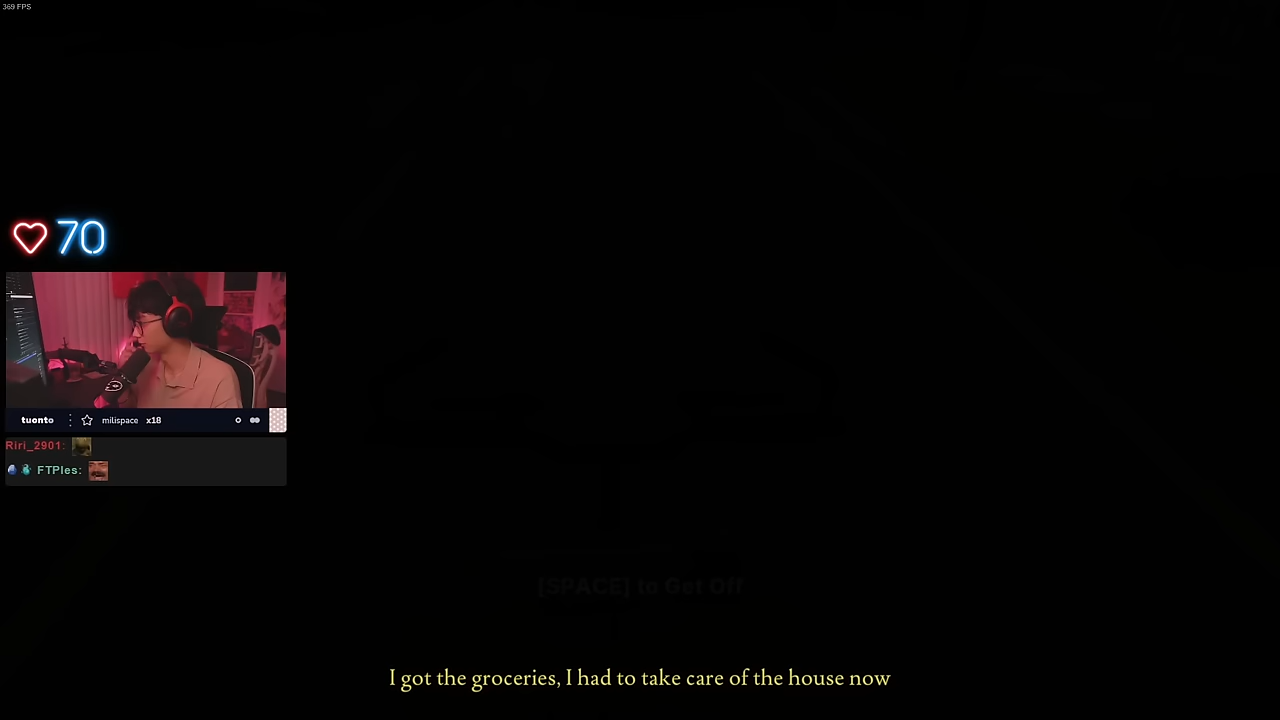 369 FPS
70
tuonto
milispace x18
Riri_2901:
FTPles:
[SPACE] to Get Off
I got the groceries, I had to take care of the house now